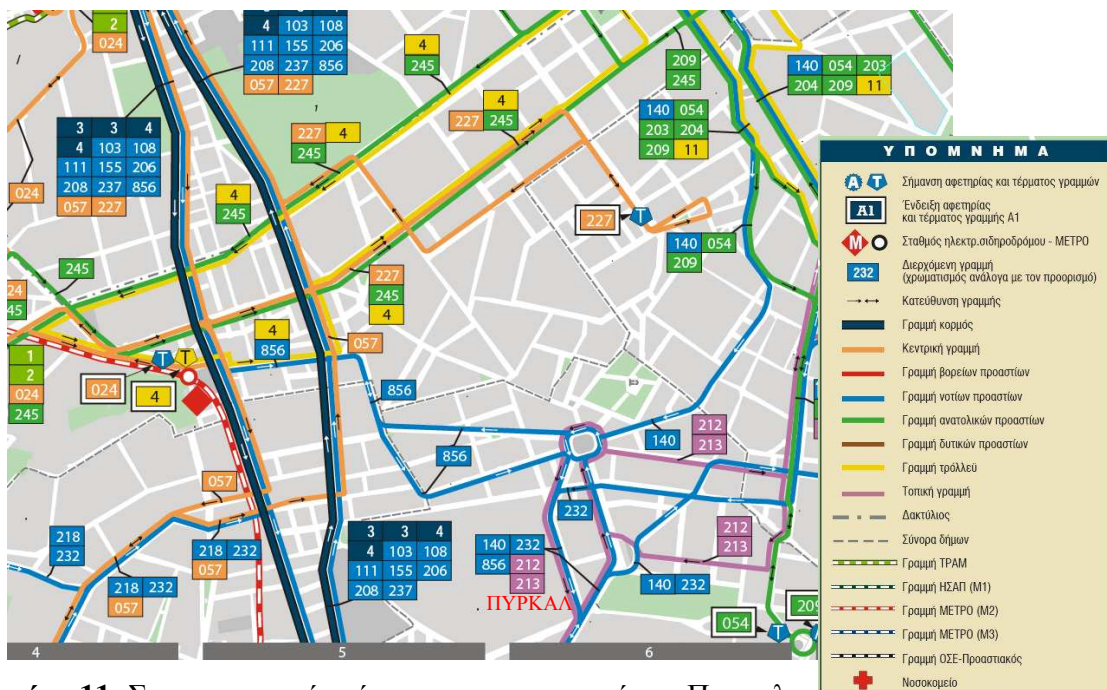 2
024
4 103 108
111 155 206
208 237 856
057 227
4
245
209
245
140 054 203
204 209 11
3 3 4
4 103 108
111 155 206
208 237 856
057 227
227 4
245
4
227 245
140 054
203 204
209 11
024
4
245
227 T
140 054
209
245
24
45
227
245
4
1
2
024
245
T T
024
4
4
856
057
856
856
140
212
213
057
232
218
232
218 232
057
218 232
057
3 3 4
4 103 108
111 155 206
208 237
140 232
856 212
213
140 232
212
213
ΠΥΡΚΑΛ
054 T
209
4 5 6
ΥΠΟΜΝΗΜΑ
A T Σήμανση αφετηρίας και τέρματος γραμμών
A1 Ένδειξη αφετηρίας
και τέρματος γραμμής A1
M Σταθμός ηλεκτρ.σιδηροδρόμου - ΜΕΤΡΟ
232 Διερχόμενη γραμμή
(χρωματισμός ανάλογα με τον προορισμό)
Κατεύθυνση γραμμής
Γραμμή κορμός
Κεντρική γραμμή
Γραμμή βορείων προαστίων
Γραμμή νοτίων προαστίων
Γραμμή ανατολικών προαστίων
Γραμμή δυτικών προαστίων
Γραμμή τρόλλεϋ
Τοπική γραμμή
Δακτύλιος
Σύνορα δήμων
Γραμμή ΤΡΑΜ
Γραμμή ΗΣΑΠ (M1)
Γραμμή ΜΕΤΡΟ (M2)
Γραμμή ΜΕΤΡΟ (M3)
Γραμμή ΟΣΕ-Προαστιακός
Νοσοκομείο
11